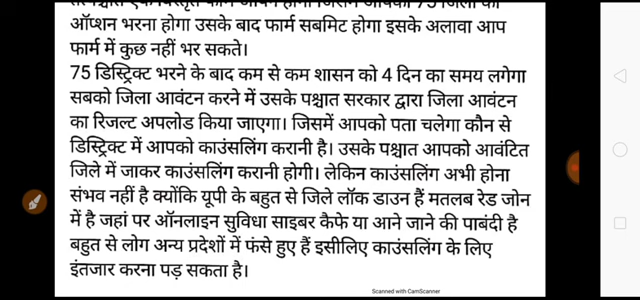 ऑप्शन भरना होगा उसके बाद फार्म सबमिट होगा इसके अलावा आप
फार्म में कुछ नहीं भर सकते।
75 डिस्ट्रिक्ट भरने के बाद कम से कम शासन को 4 दिन का समय लगेगा
सबको जिला आवंटन करने में उसके पश्चात सरकार द्वारा जिला आवंटन
का रिजल्ट अपलोड किया जाएगा। जिसमें आपको पता चलेगा कौन से
डिस्ट्रिक्ट में आपको काउंसलिंग करानी है। उसके पश्चात आपको आवंटित
जिले में जाकर काउंसलिंग करानी होगी। लेकिन काउंसलिंग अभी होना
संभव नहीं है क्योंकि यूपी के बहुत से जिले लॉक डाउन हैं मतलब रेड जोन
में है जहां पर ऑनलाइन सुविधा साइबर कैफे या आने जाने की पाबंदी है
बहुत से लोग अन्य प्रदेशों में फंसे हुए हैं इसीलिए काउंसलिंग के लिए
इंतजार करना पड़ सकता है।
Scanned with CamScanner